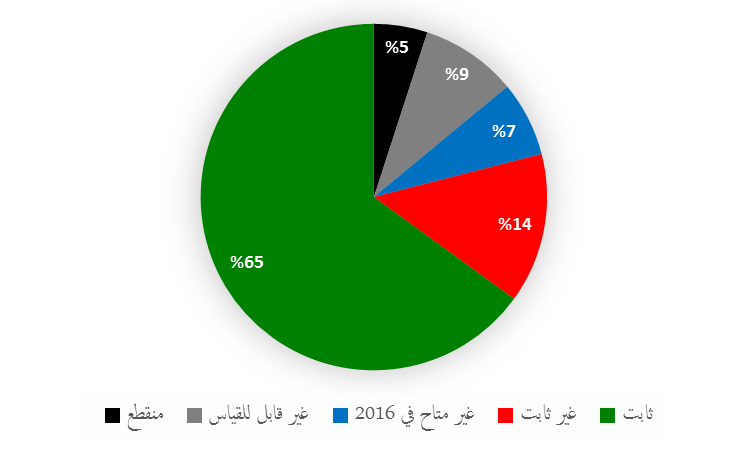 %5
%9
%7
%14
%65
ثابت
غير ثابت
غير متاح في 2016
غير قابل للقياس
منقطع